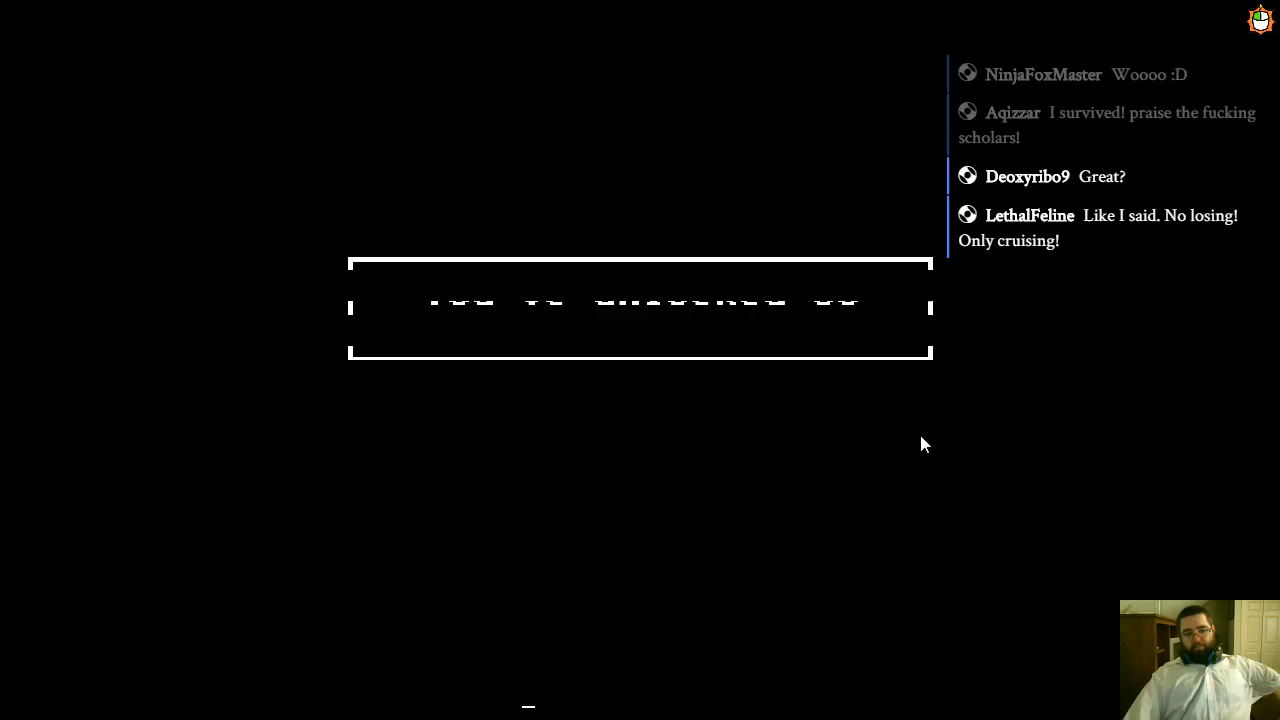 NinjaFoxMaster Woooo :D
Aqizzar I survived! praise the fucking
scholars!
Deoxyribo9 Great?
LethalFeline Like I said. No losing!
Only cruising!